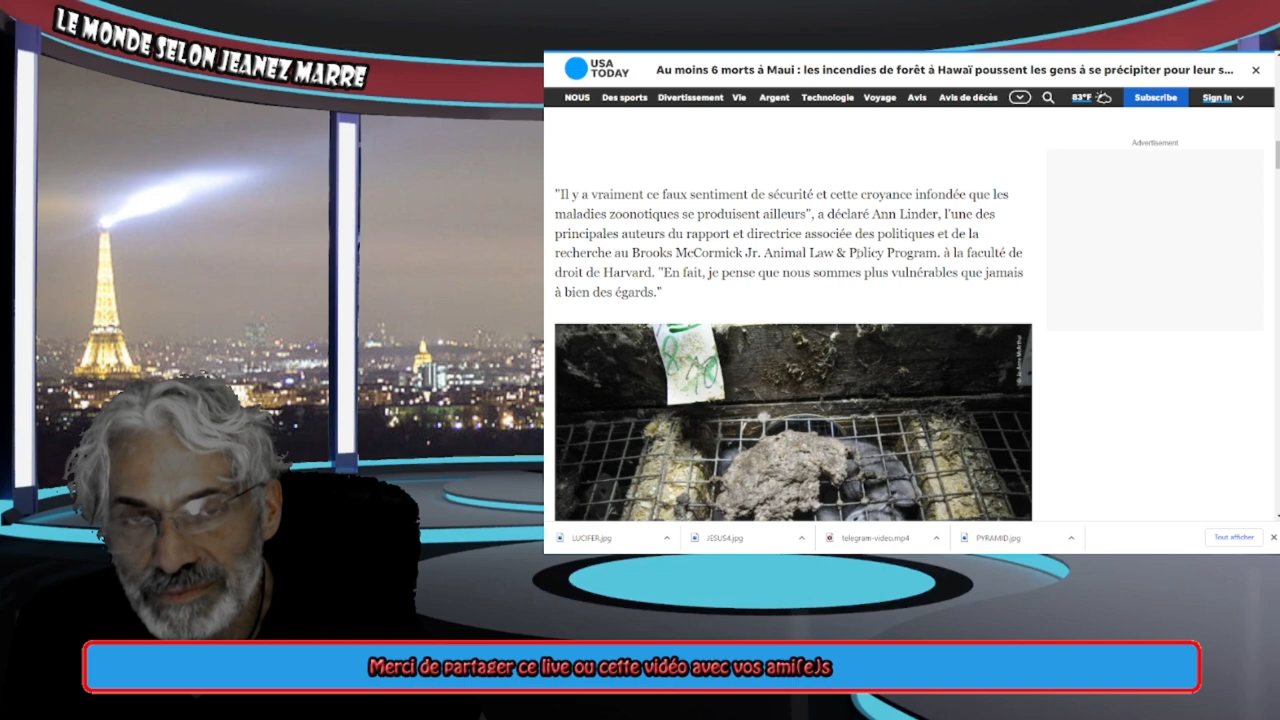 LE MONDE SELON JEANEZ MARRE
USA
TODAY
Au moins 6 morts à Maui : les incendies de forêt à Hawaï poussent les gens à se précipiter pour leur s...
NOUS Des sports Divertissement Vie Argent Technologie Voyage Avis Avis de décès 83°F Subscribe Sign In
Advertisement
"Il y a vraiment ce faux sentiment de sécurité et cette croyance infondée que les
maladies zoonotiques se produisent ailleurs", a déclaré Ann Linder, l'une des
principales auteurs du rapport et directrice associée des politiques et de la
recherche au Brooks McCormick Jr. Animal Law & Policy Program. à la faculté de
droit de Harvard. "En fait, je pense que nous sommes plus vulnérables que jamais
à bien des égards."
LUCIFER.jpg JESUS4.jpg telegram-video.mp4 PYRAMID.jpg Tout afficher
Merci de partager ce live ou cette vidéo avec vos ami(e)s